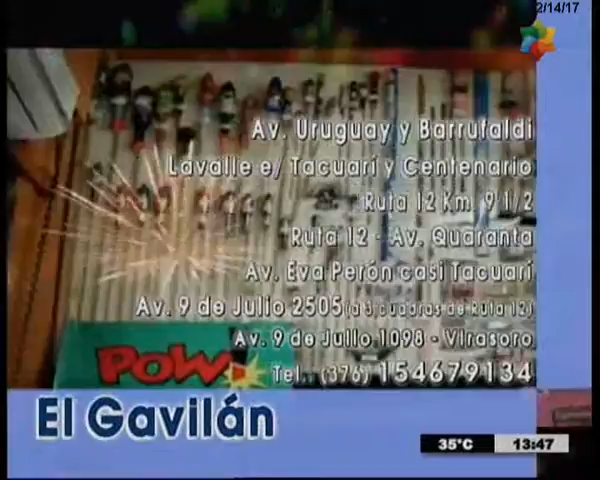 2/14/17
Av. Uruguay y Barrufaldi
Lavalle e/ Tacuarí y Centenario
Ruta 12 Km. 9 1/2
Ruta 12 - Av. Quaranta
Av. Eva Perón casi Tacuarí
Av. 9 de Julio 2505 (a 3 cuadras de Ruta 12)
Av. 9 de Julio 1098 - Virasoro
POW!
Tel.. (376) 154679134
El Gavilán
35°C 13:47